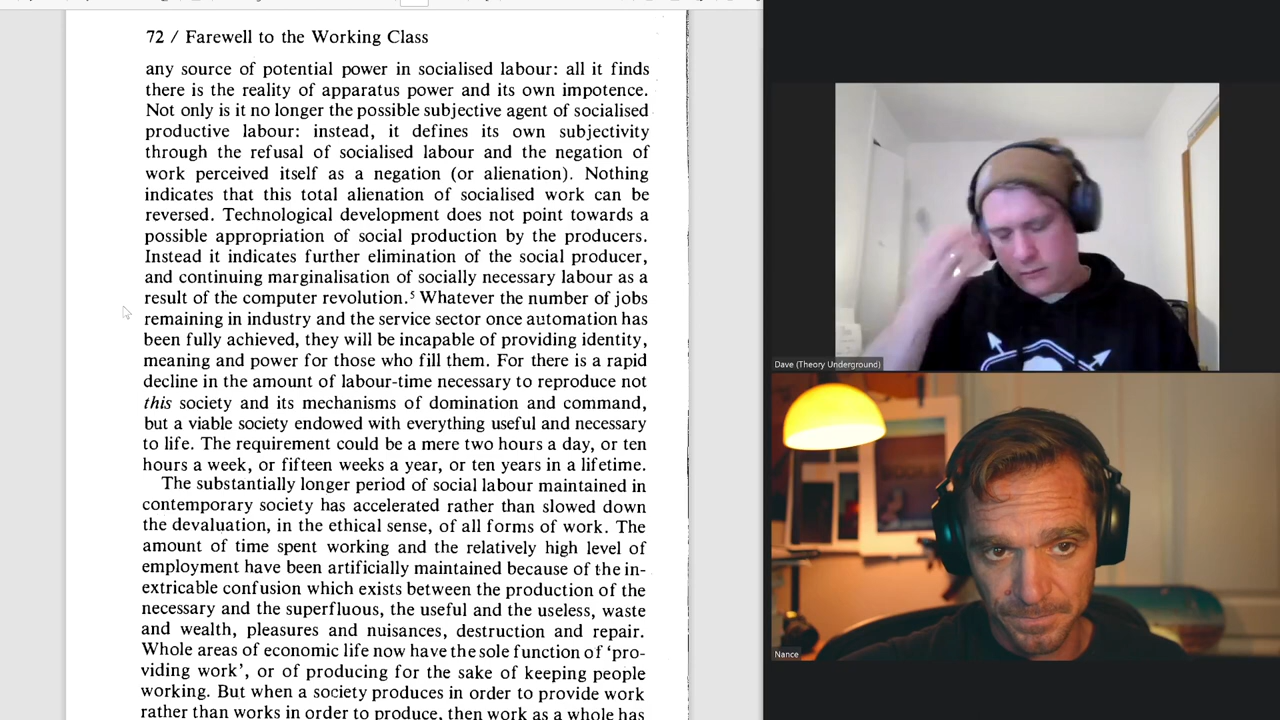 72 / Farewell to the Working Class
any source of potential power in socialised labour: all it finds
there is the reality of apparatus power and its own impotence.
Not only is it no longer the possible subjective agent of socialised
productive labour: instead, it defines its own subjectivity
through the refusal of socialised labour and the negation of
work perceived itself as a negation (or alienation). Nothing
indicates that this total alienation of socialised work can be
reversed. Technological development does not point towards a
possible appropriation of social production by the producers.
Instead it indicates further elimination of the social producer,
and continuing marginalisation of socially necessary labour as a
result of the computer revolution.⁵ Whatever the number of jobs
remaining in industry and the service sector once automation has
been fully achieved, they will be incapable of providing identity,
meaning and power for those who fill them. For there is a rapid
decline in the amount of labour-time necessary to reproduce not
this society and its mechanisms of domination and command,
but a viable society endowed with everything useful and necessary
to life. The requirement could be a mere two hours a day, or ten
hours a week, or fifteen weeks a year, or ten years in a lifetime.
The substantially longer period of social labour maintained in
contemporary society has accelerated rather than slowed down
the devaluation, in the ethical sense, of all forms of work. The
amount of time spent working and the relatively high level of
employment have been artificially maintained because of the in-
extricable confusion which exists between the production of the
necessary and the superfluous, the useful and the useless, waste
and wealth, pleasures and nuisances, destruction and repair.
Whole areas of economic life now have the sole function of 'pro-
viding work', or of producing for the sake of keeping people
working. But when a society produces in order to provide work
rather than works in order to produce, then work as a whole has
Dave (Theory Underground)
Nance